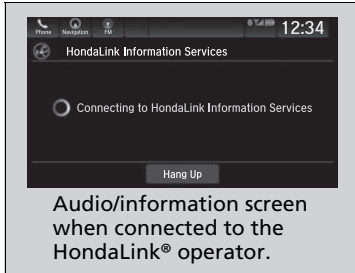 Phone Navigation FM 12:34
HondaLink Information Services
Connecting to HondaLink Information Services
Hang Up
Audio/information screen
when connected to the
HondaLink® operator.